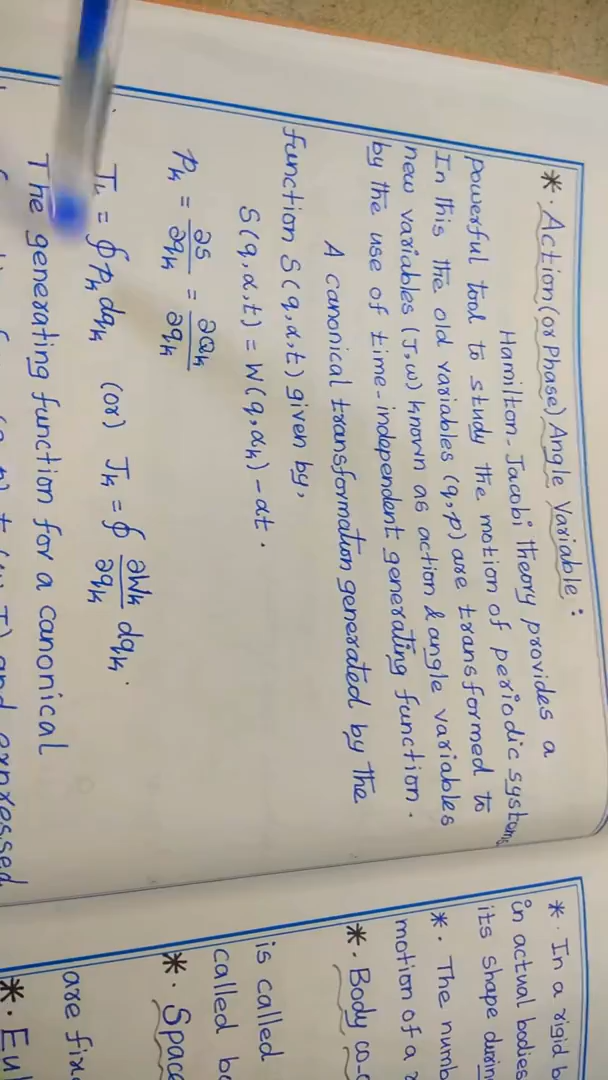 *. Action (or Phase) Angle Variable :
Hamilton-Jacobi theory provides a
powerful tool to study the motion of periodic systems
In this the old variables (q,p) are transformed to
new variables (J,ω) known as action & angle variables
by the use of time-independent generating function.
A canonical transformation generated by the
function S(q,α,t) given by,
S(q,α,t) = W(q,αk) - αt.
Pk = ∂S/∂qk = ∂Qk/∂qk
Jk = ∮ Pk dqk (or) Jk = ∮ ∂Wk/∂qk dqk.
The generating function for a canonical
and expressed
*. In a rigid b
in actual bodies
its shape durin
*. The numb
motion of a
*. Body co-
is called
called b
*. Space
are fix
*. Eul